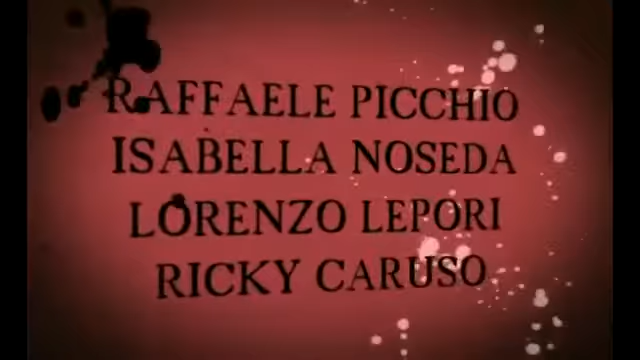 RAFFAELE PICCHIO
ISABELLA NOSEDA
LORENZO LEPORI
RICKY CARUSO